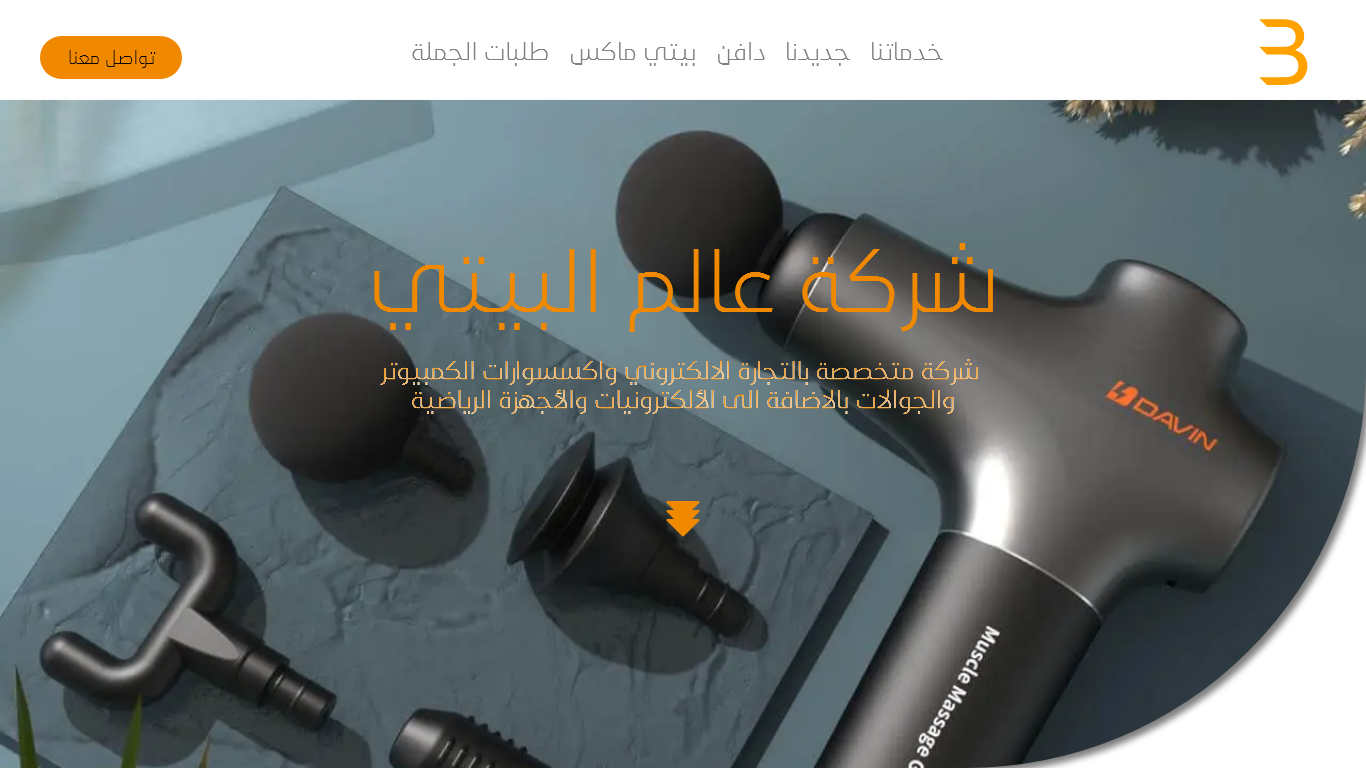 خدماتنا
جديدنا
دافن
بيتي ماكس
طلبات الجملة
تواصل معنا
شركة عالم البيتي
شركة متخصصة بالتجارة الالكتروني واكسسوارات الكمبيوتر
والجوالات بالاضافة الى الألكترونيات والأجهزة الرياضية
DAVIN
Muscle Massage G